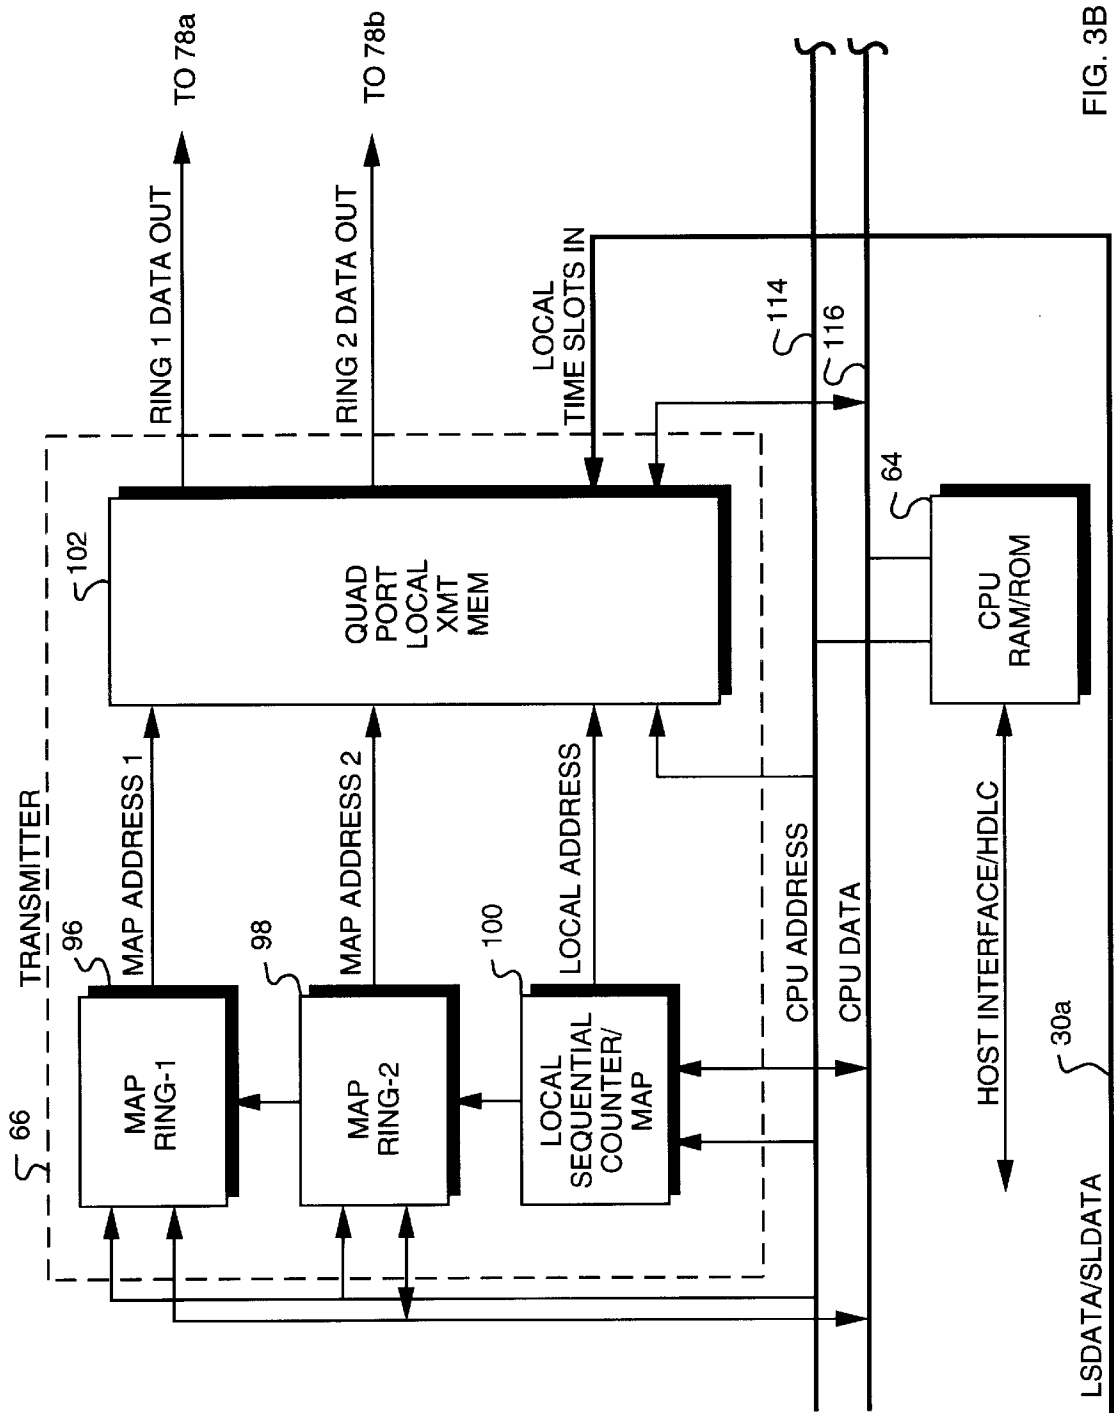 66
TRANSMITTER
96
MAP
RING-1
MAP ADDRESS 1
102
RING 1 DATA OUT
TO 78a
98
MAP
RING-2
MAP ADDRESS 2
QUAD
PORT
LOCAL
XMT
MEM
RING 2 DATA OUT
TO 78b
100
LOCAL
SEQUENTIAL
COUNTER/
MAP
LOCAL ADDRESS
LOCAL
TIME SLOTS IN
CPU ADDRESS
114
CPU DATA
116
64
CPU
RAM/ROM
HOST INTERFACE/HDLC
30a
LSDATA/SLDATA
FIG. 3B